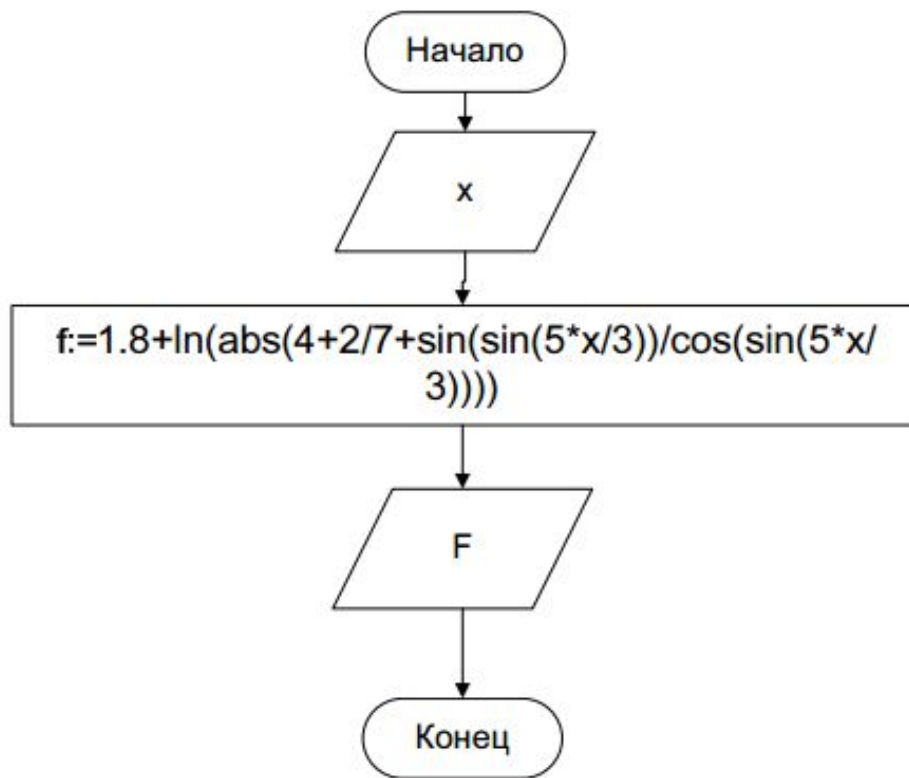 Начало
x
f:=1.8+ln(abs(4+2/7+sin(sin(5*x/3))/cos(sin(5*x/
3))))
F
Конец